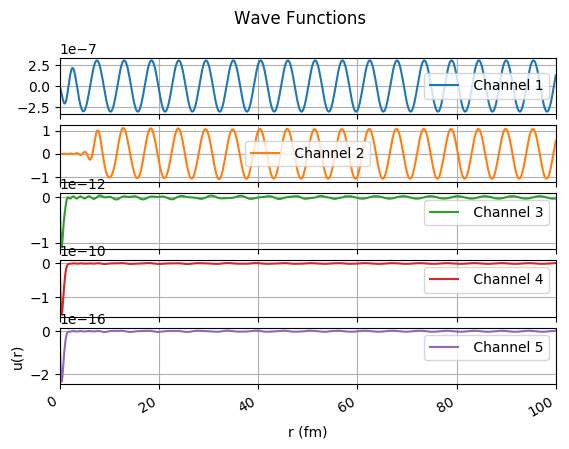 Wave Functions
1e−7
2.5
0.0
−2.5
Channel 1
1
0
−1
Channel 2
1e−12
0
−1
Channel 3
1e−10
0
−1
Channel 4
1e−16
0
−2
Channel 5
u(r)
0
20
40
60
80
100
r (fm)